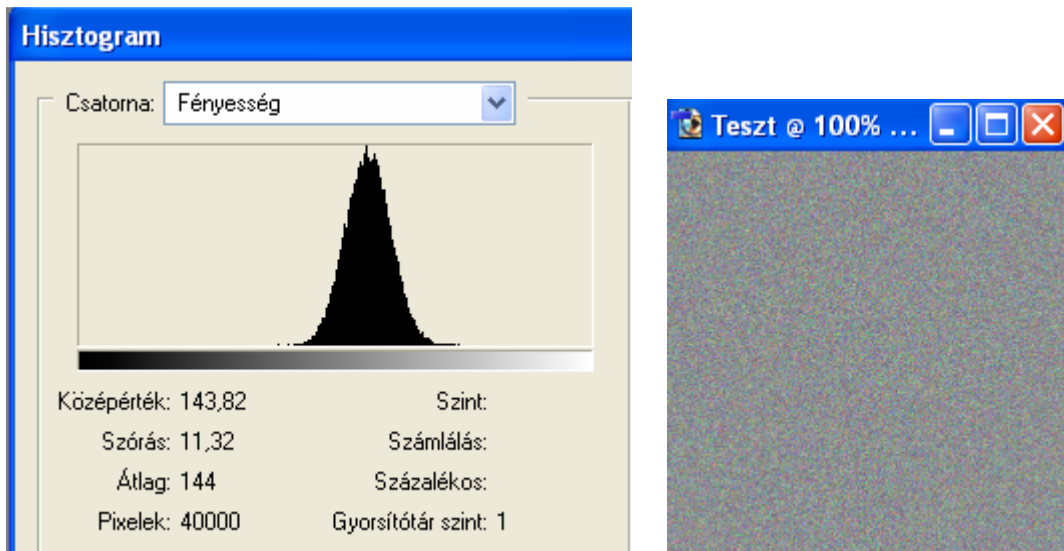 Hisztogram
Csatorna: Fényesség
Középérték: 143,82
Szórás: 11,32
Átlag: 144
Pixelek: 40000
Szint:
Számlálás:
Százalékos:
Gyorsítótár szint: 1
Teszt @ 100% ...